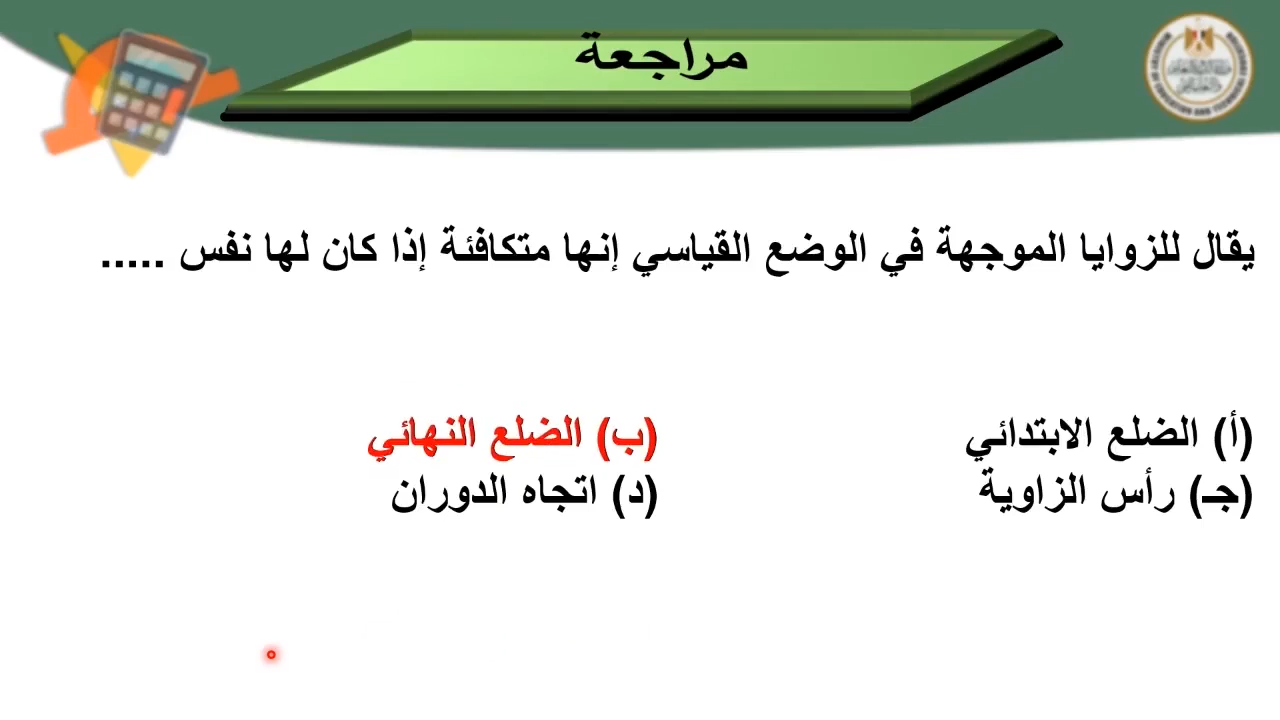 مراجعة
يقال للزوايا الموجهة في الوضع القياسي إنها متكافئة إذا كان لها نفس .....
(أ) الضلع الابتدائي
(ب) الضلع النهائي
(جـ) رأس الزاوية
(د) اتجاه الدوران